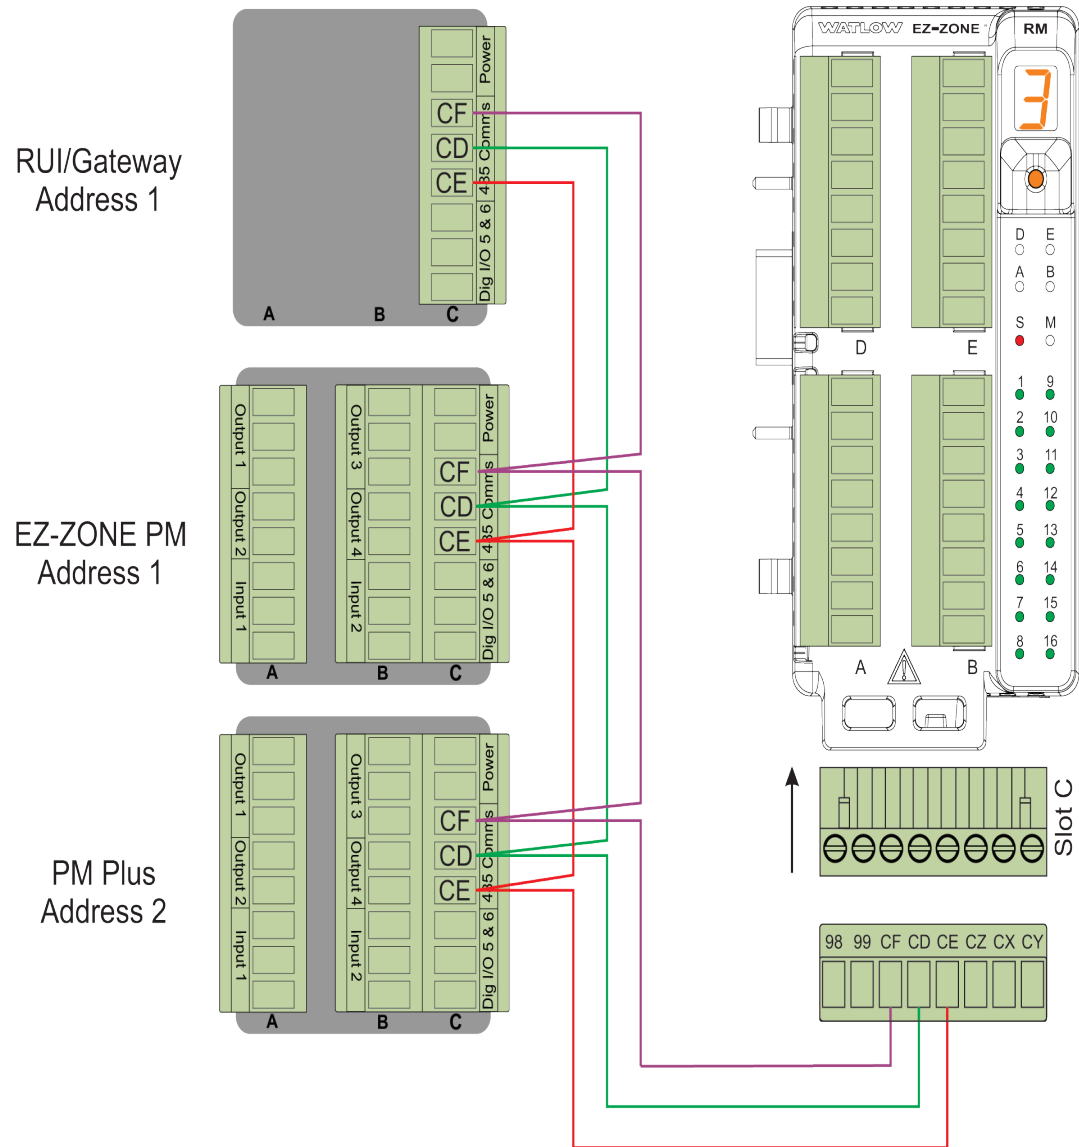 RUI/Gateway
Address 1
CF
CD
CE
Power
485 Comms
Dig I/O 5 & 6
A B C
EZ-ZONE PM
Address 1
Output 1
Output 2
Input 1
Output 3
Output 4
Input 2
CF
CD
CE
Power
485 Comms
Dig I/O 5 & 6
A B C
PM Plus
Address 2
Output 1
Output 2
Input 1
Output 3
Output 4
Input 2
CF
CD
CE
Power
485 Comms
Dig I/O 5 & 6
A B C
WATLOW EZ-ZONE RM
3
D E
A B
S M
1 9
2 10
3 11
4 12
5 13
6 14
7 15
8 16
D E
A B
Slot C
98 99 CF CD CE CZ CX CY